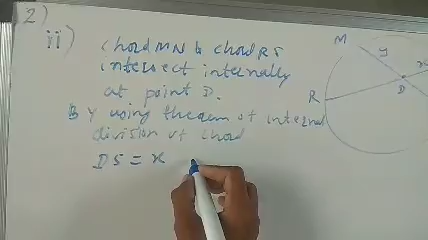 2)
ii) chord MN & chord RS
intersect internally
at point D.
By using theorem of internal
division of chord
DS = x
M
y
x
R
D